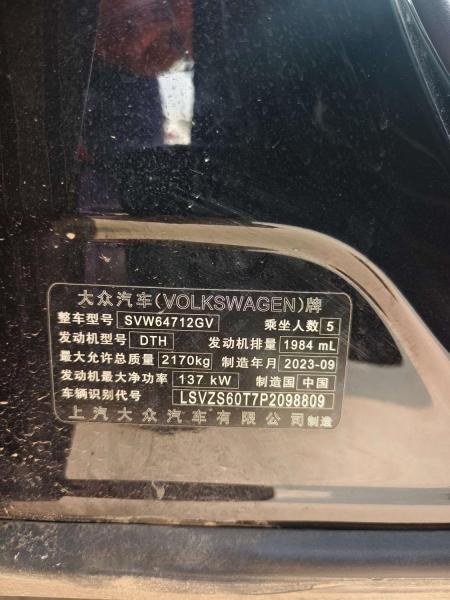 大众汽车(VOLKSWAGEN)牌
整车型号 SVW64712GV 乘坐人数 5
发动机型号 DTH 发动机排量 1984 mL
最大允许总质量 2170kg 制造年月 2023-09
发动机最大净功率 137 kW 制造国 中国
车辆识别代号 LSVZS60T7P2098809
上汽大众汽车有限公司制造